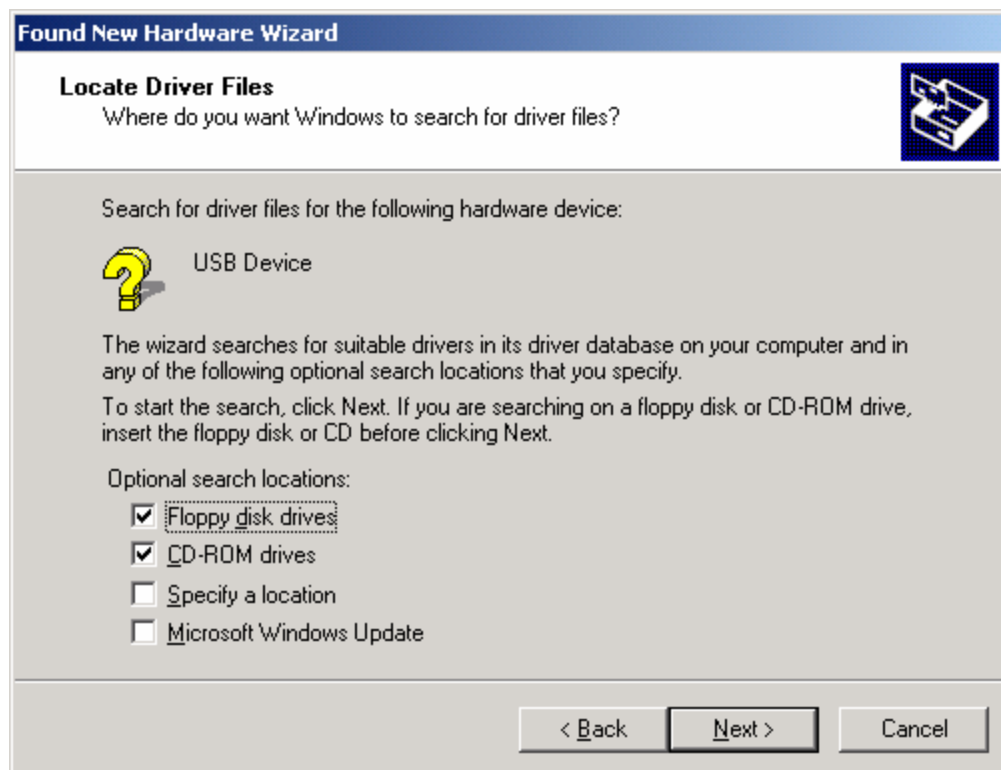 Found New Hardware Wizard
Locate Driver Files
Where do you want Windows to search for driver files?
Search for driver files for the following hardware device:
USB Device
The wizard searches for suitable drivers in its driver database on your computer and in
any of the following optional search locations that you specify.
To start the search, click Next. If you are searching on a floppy disk or CD-ROM drive,
insert the floppy disk or CD before clicking Next.
Optional search locations:
Floppy disk drives
CD-ROM drives
Specify a location
Microsoft Windows Update
< Back Next > Cancel